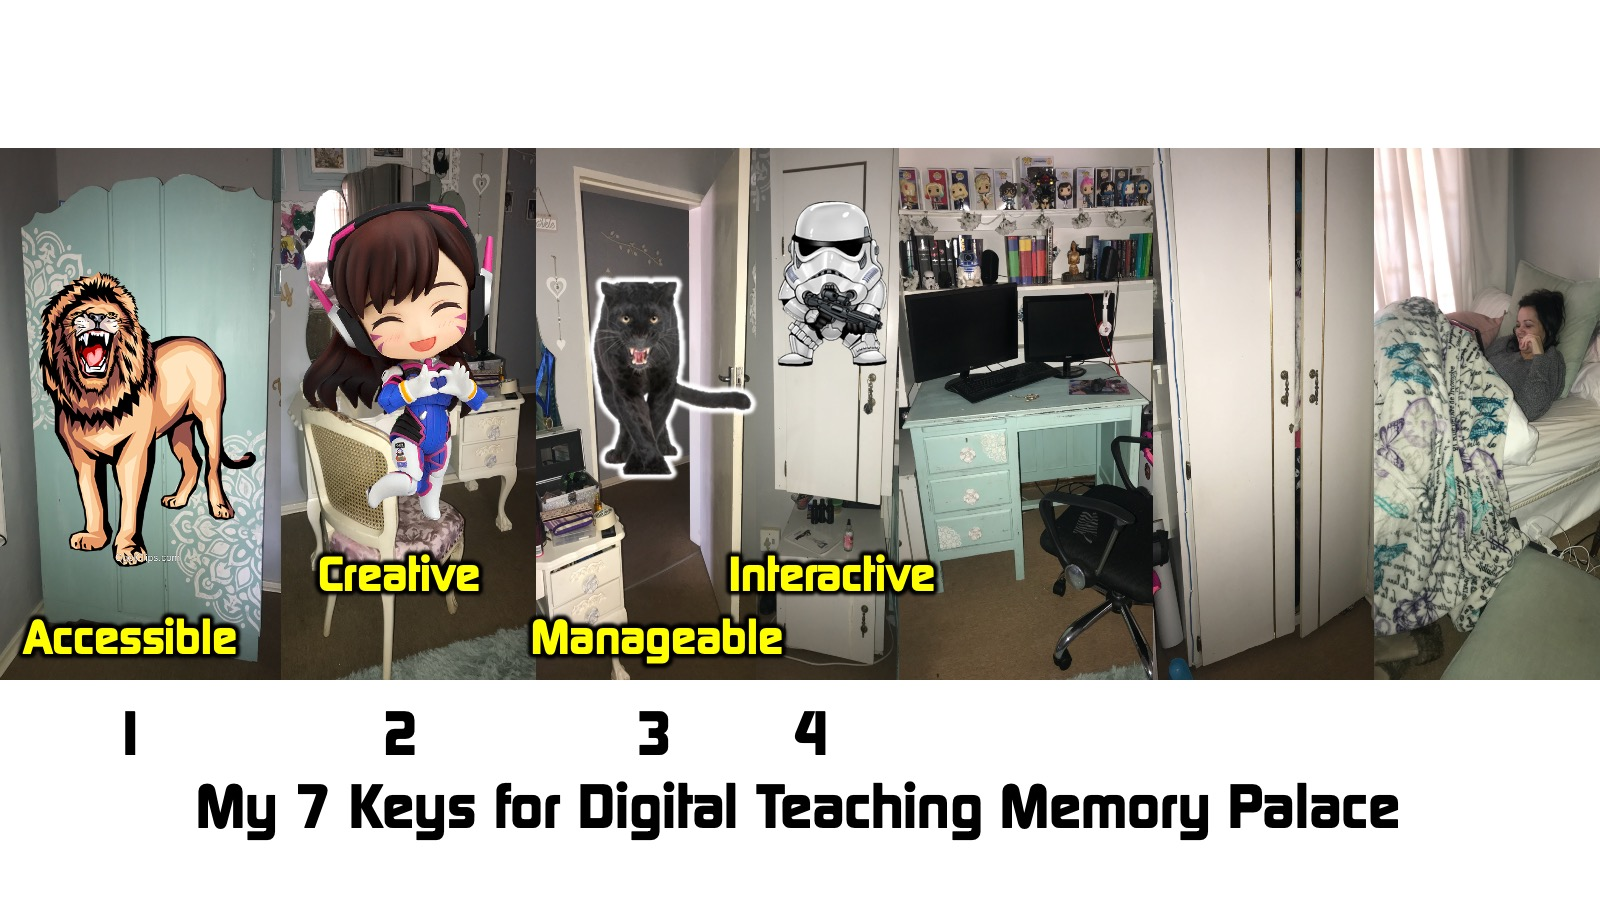 Creative
Interactive
Accessible
Manageable
1
2
3
4
My 7 Keys for Digital Teaching Memory Palace